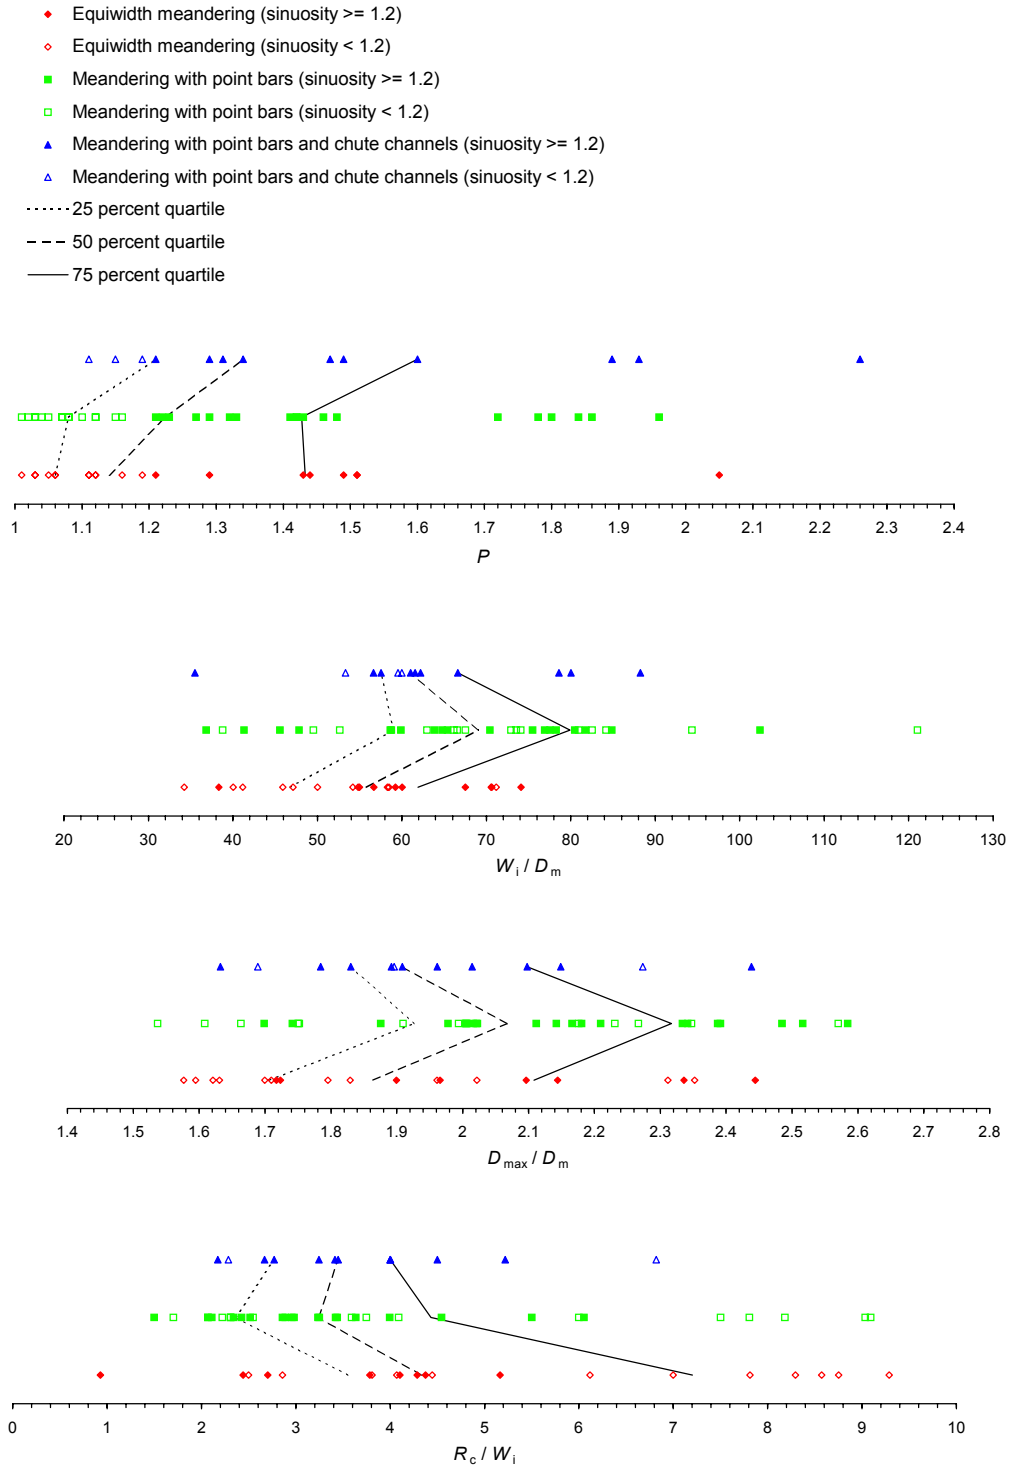 Equiwidth meandering (sinuosity >= 1.2)
Equiwidth meandering (sinuosity < 1.2)
Meandering with point bars (sinuosity >= 1.2)
Meandering with point bars (sinuosity < 1.2)
Meandering with point bars and chute channels (sinuosity >= 1.2)
Meandering with point bars and chute channels (sinuosity < 1.2)
25 percent quartile
50 percent quartile
75 percent quartile
1 1.1 1.2 1.3 1.4 1.5 1.6 1.7 1.8 1.9 2 2.1 2.2 2.3 2.4
P
20 30 40 50 60 70 80 90 100 110 120 130
W i / D m
1.4 1.5 1.6 1.7 1.8 1.9 2 2.1 2.2 2.3 2.4 2.5 2.6 2.7 2.8
D max / D m
0 1 2 3 4 5 6 7 8 9 10
R c / W i